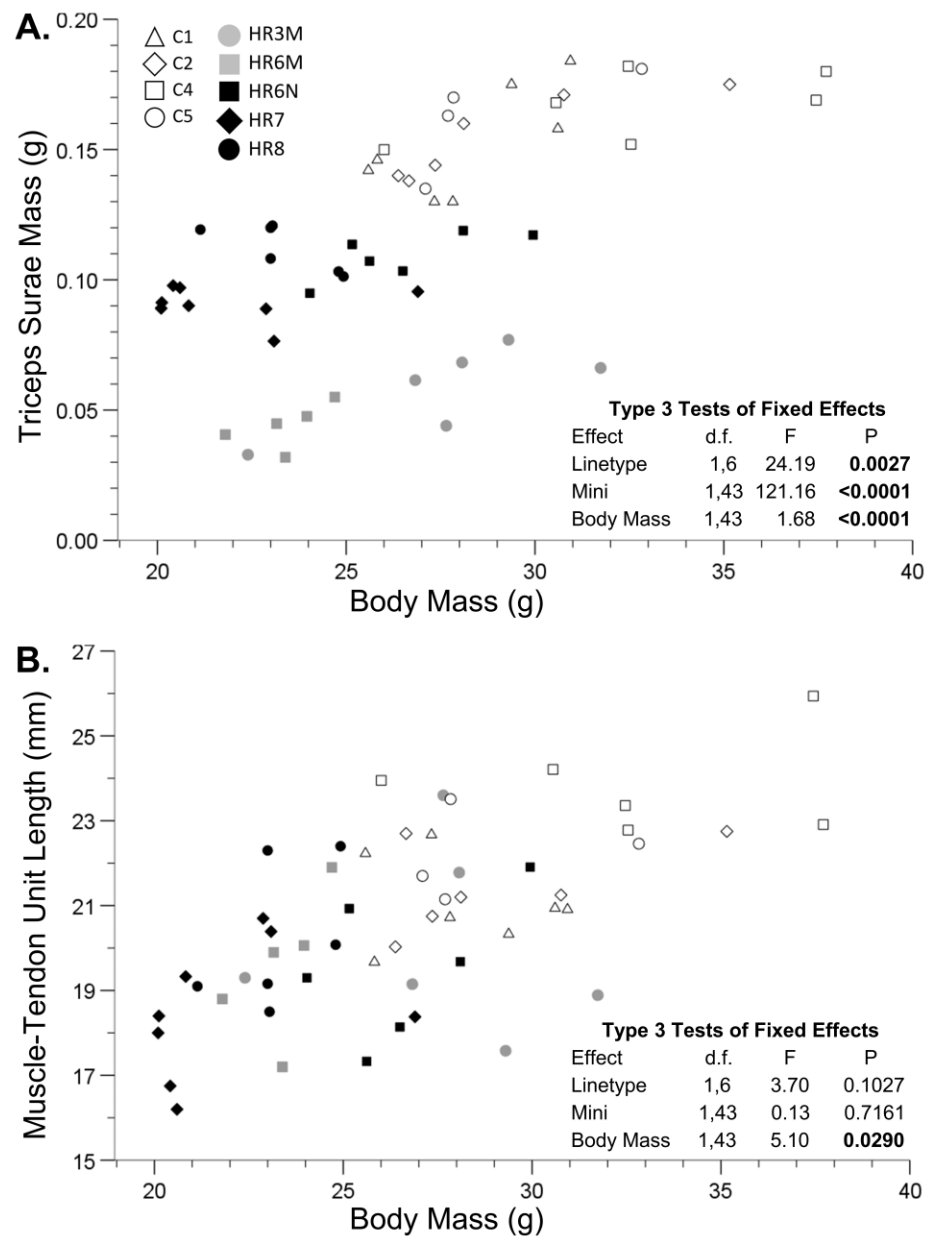 A.
Triceps Surae Mass (g)
0.20
0.15
0.10
0.05
0.00
C1
C2
C4
C5
HR3M
HR6M
HR6N
HR7
HR8
Type 3 Tests of Fixed Effects
Effect d.f. F P
Linetype 1,6 24.19 0.0027
Mini 1,43 121.16 <0.0001
Body Mass 1,43 1.68 <0.0001
20 25 30 35 40
Body Mass (g)
B.
Muscle-Tendon Unit Length (mm)
27
25
23
21
19
17
15
Type 3 Tests of Fixed Effects
Effect d.f. F P
Linetype 1,6 3.70 0.1027
Mini 1,43 0.13 0.7161
Body Mass 1,43 5.10 0.0290
20 25 30 35 40
Body Mass (g)